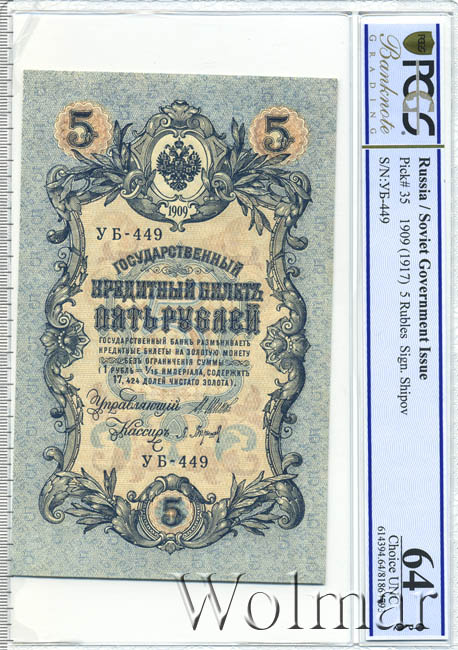 5 5
1909
УБ-449
ГОСУДАРСТВЕННЫЙ
КРЕДИТНЫЙ БИЛЕТЪ
ПЯТЬ РУБЛЕЙ
ГОСУДАРСТВЕННЫЙ БАНКЪ РАЗМѢНИВАЕТЪ
КРЕДИТНЫЕ БИЛЕТЫ НА ЗОЛОТУЮ МОНЕТУ
БЕЗЪ ОГРАНИЧЕНІЯ СУММЫ
(1 РУБЛЬ = 1/15 ИМПЕРІАЛА, СОДЕРЖИТЪ
17,424 ДОЛЕЙ ЧИСТАГО ЗОЛОТА).
Управляющій
Кассиръ
УБ-449
5
PCGS
Banknote
GRADING
Russia / Soviet Government Issue
Pick# 35 1909 (1917) 5 Rubles Sign. Shipov
S/N:УБ-449
64
Choice UNC
Wolmar